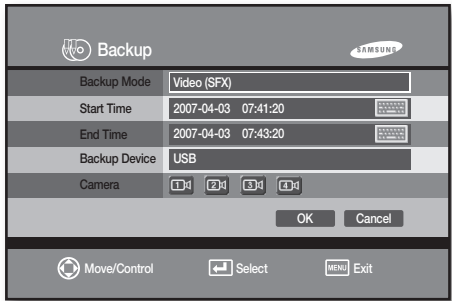 Backup
SAMSUNG
Backup Mode Video (SFX)
Start Time 2007-04-03 07:41:20
End Time 2007-04-03 07:43:20
Backup Device USB
Camera 1 2 3 4
OK Cancel
Move/Control Select MENU Exit